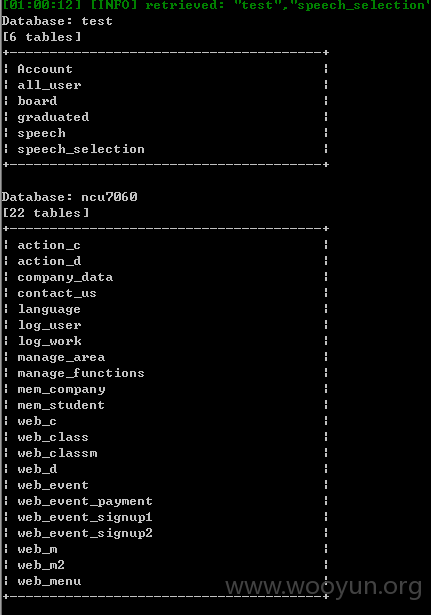 [01:00:12] [INFO] retrieved: "test","speech_selection"
Database: test
[6 tables]
+---------------------------------------+
| Account |
| all_user |
| board |
| graduated |
| speech |
| speech_selection |
+---------------------------------------+
Database: ncu7060
[22 tables]
+---------------------------------------+
| action_c |
| action_d |
| company_data |
| contact_us |
| language |
| log_user |
| log_work |
| manage_area |
| manage_functions |
| mem_company |
| mem_student |
| web_c |
| web_class |
| web_classm |
| web_d |
| web_event |
| web_event_payment |
| web_event_signup1 |
| web_event_signup2 |
| web_m |
| web_m2 |
| web_menu |
+---------------------------------------+
www.wooyun.org